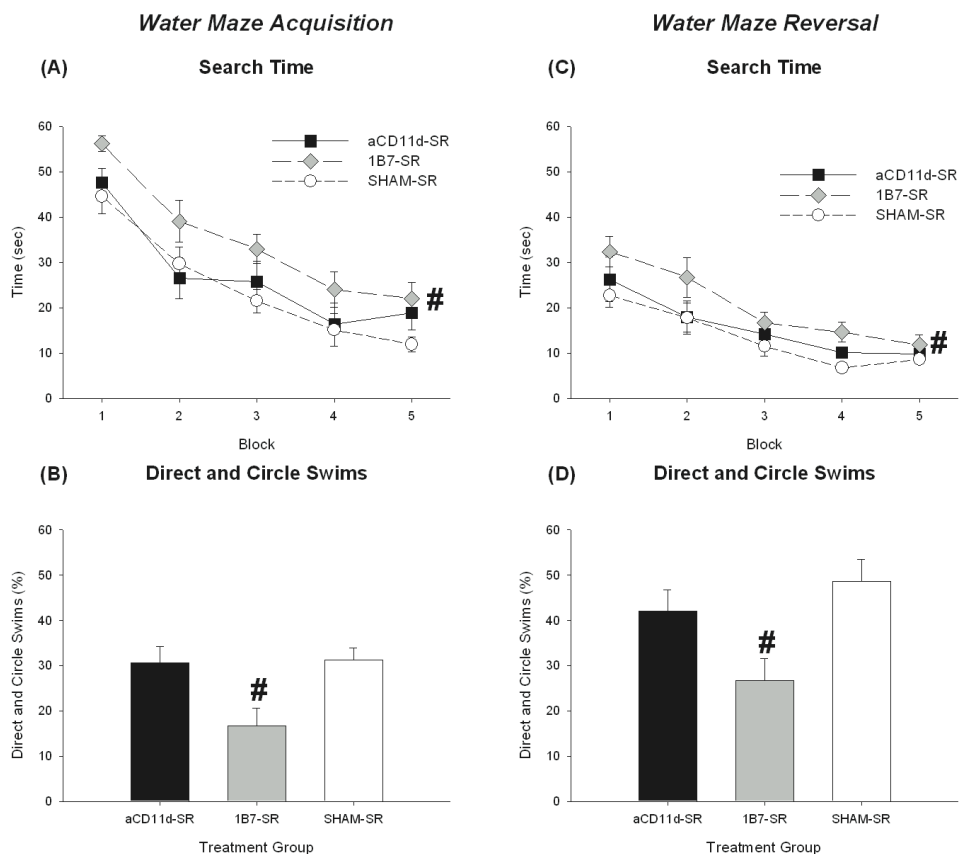 Water Maze Acquisition
(A)
Search Time
60
50
40
30
20
10
0
Time (sec)
aCD11d-SR
1B7-SR
SHAM-SR
#
1 2 3 4 5
Block
(B)
Direct and Circle Swims
60
50
40
30
20
10
0
Direct and Circle Swims (%)
#
aCD11d-SR 1B7-SR SHAM-SR
Treatment Group
Water Maze Reversal
(C)
Search Time
60
50
40
30
20
10
0
Time (sec)
aCD11d-SR
1B7-SR
SHAM-SR
#
1 2 3 4 5
Block
(D)
Direct and Circle Swims
60
50
40
30
20
10
0
Direct and Circle Swims (%)
#
aCD11d-SR 1B7-SR SHAM-SR
Treatment Group